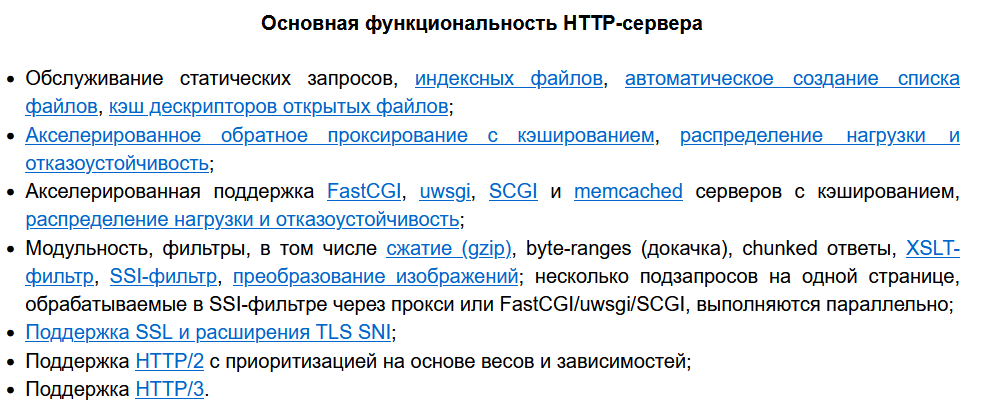 Основная функциональность HTTP-сервера
• Обслуживание статических запросов, индексных файлов, автоматическое создание списка
файлов, кэш дескрипторов открытых файлов;
• Акселерированное обратное проксирование с кэшированием, распределение нагрузки и
отказоустойчивость;
• Акселерированная поддержка FastCGI, uwsgi, SCGI и memcached серверов с кэшированием,
распределение нагрузки и отказоустойчивость;
• Модульность, фильтры, в том числе сжатие (gzip), byte-ranges (докачка), chunked ответы, XSLT-
фильтр, SSI-фильтр, преобразование изображений; несколько подзапросов на одной странице,
обрабатываемые в SSI-фильтре через прокси или FastCGI/uwsgi/SCGI, выполняются параллельно;
• Поддержка SSL и расширения TLS SNI;
• Поддержка HTTP/2 с приоритизацией на основе весов и зависимостей;
• Поддержка HTTP/3.